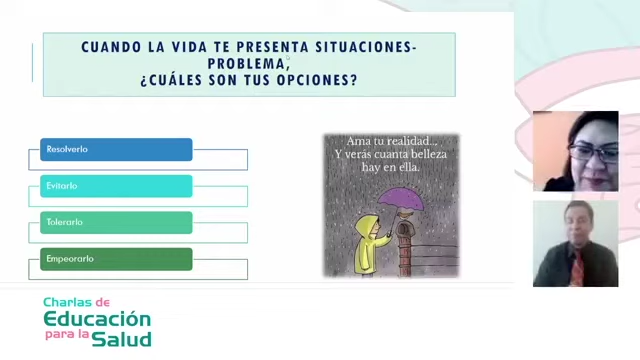 CUANDO LA VIDA TE PRESENTA SITUACIONES-
PROBLEMA,
¿CUÁLES SON TUS OPCIONES?
Resolverlo
Evitarlo
Tolerarlo
Empeorarlo
Ama tu realidad...
Y verás cuanta belleza
hay en ella.
Charlas de
Educación
para la Salud